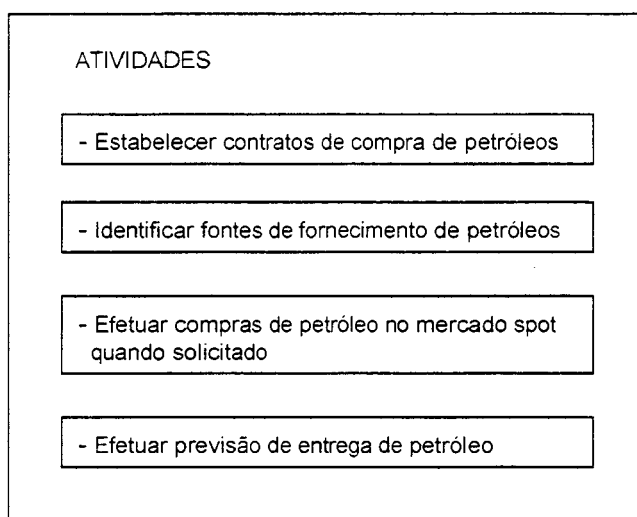 ATIVIDADES
- Estabelecer contratos de compra de petróleos
- Identificar fontes de fornecimento de petróleos
- Efetuar compras de petróleo no mercado spot
quando solicitado
- Efetuar previsão de entrega de petróleo